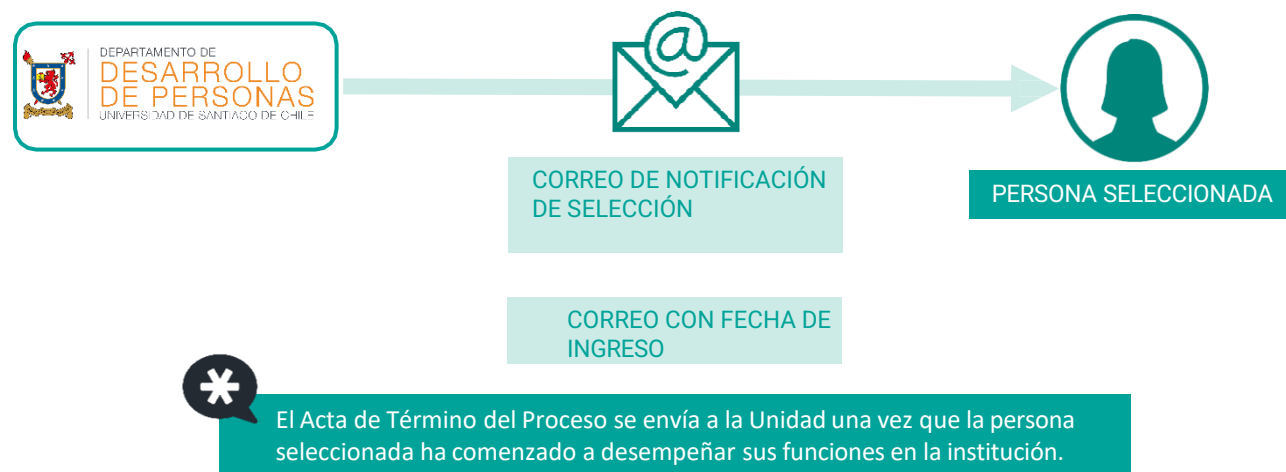 DEPARTAMENTO DE
DESARROLLO
DE PERSONAS
UNIVERSIDAD DE SANTIAGO DE CHILE
@
CORREO DE NOTIFICACIÓN
DE SELECCIÓN
PERSONA SELECCIONADA
CORREO CON FECHA DE
INGRESO
*
El Acta de Término del Proceso se envía a la Unidad una vez que la persona
seleccionada ha comenzado a desempeñar sus funciones en la institución.